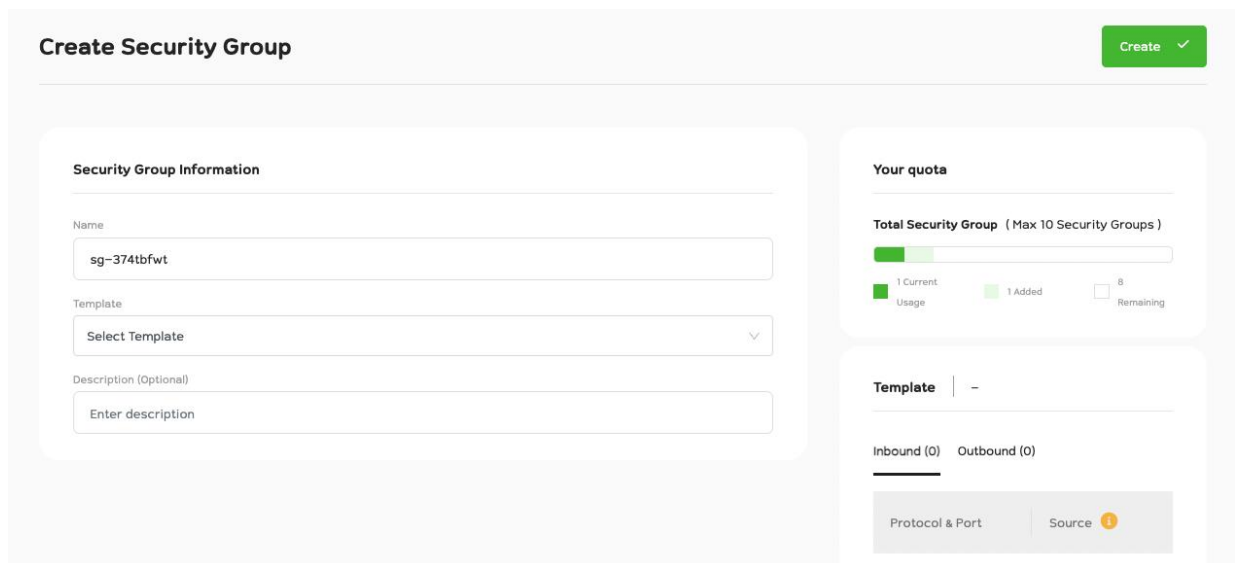 Create Security Group
Create
Security Group Information
Name
sg-374tbfwt
Template
Select Template
Description (Optional)
Enter description
Your quota
Total Security Group ( Max 10 Security Groups )
1 Current
Usage
1 Added
8
Remaining
Template –
Inbound (0) Outbound (0)
Protocol & Port Source